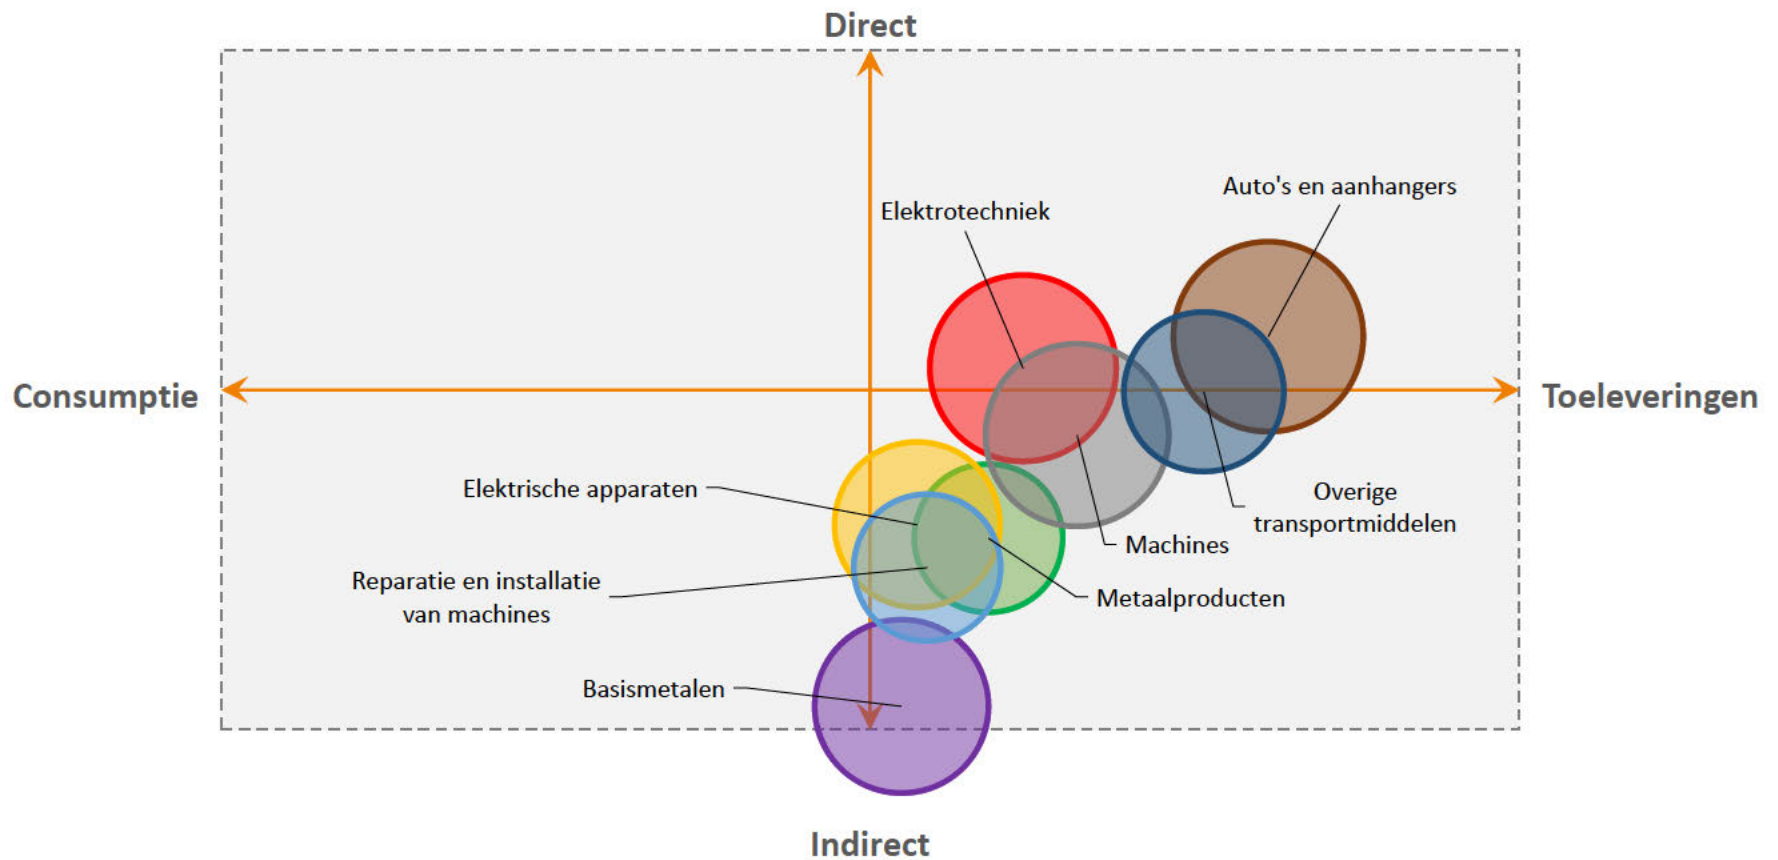 Direct
Auto's en aanhangers
Elektrotechniek
Consumptie
Toeleveringen
Elektrische apparaten
Overige
transportmiddelen
Machines
Reparatie en installatie
van machines
Metaalproducten
Basismetalen
Indirect